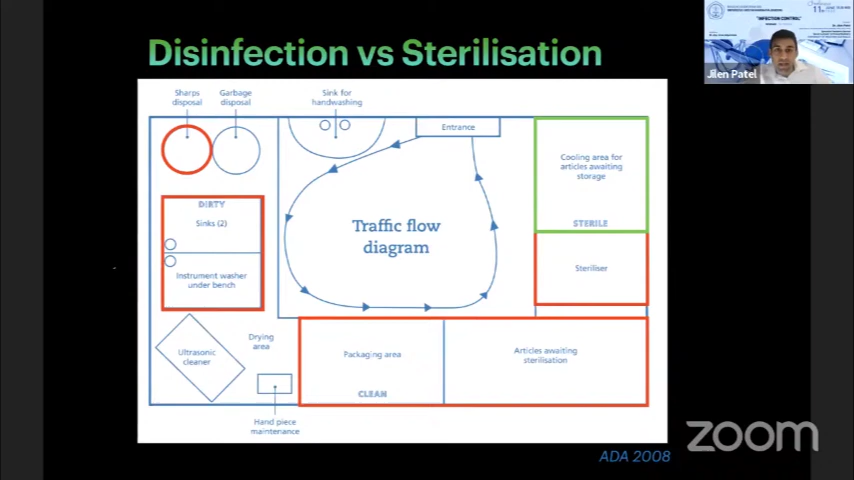 Disinfection vs Sterilisation
"INFECTION CONTROL"
Jilen Patel
Sharps
disposal
Garbage
disposal
Sink for
handwashing
Entrance
Cooling area for
articles awaiting
storage
STERILE
DIRTY
Sinks (2)
Instrument washer
under bench
Traffic flow
diagram
Steriliser
Ultrasonic
cleaner
Drying
area
Packaging area
CLEAN
Articles awaiting
sterilisation
Hand piece
maintenance
zoom
ADA 2008